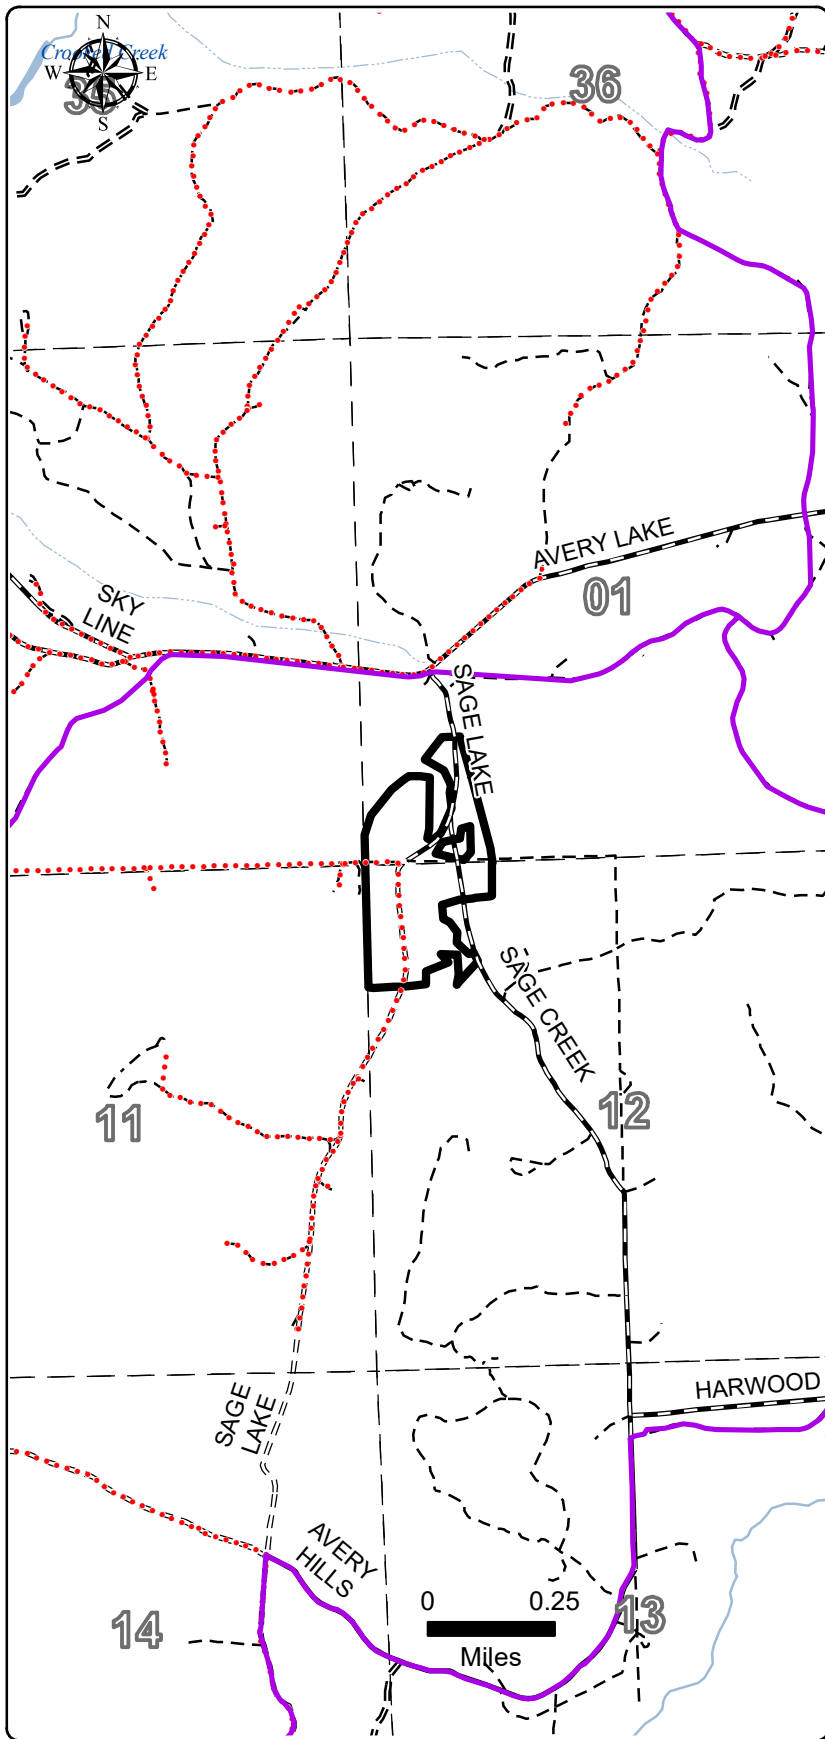 N
Crooked Creek
W E
35
S
36
AVERY LAKE
01
SKY
LINE
SAGE LAKE
SAGE CREEK
11
12
HARWOOD
SAGE
LAKE
AVERY
HILLS
0 0.25
13
14
Miles